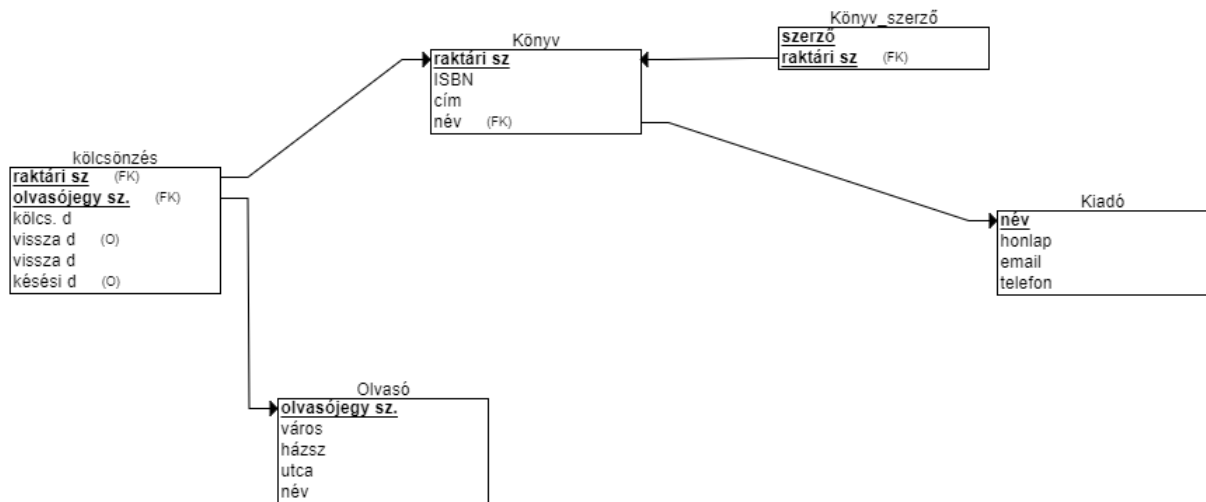 Könyv_szerző
szerző
raktári sz (FK)
Könyv
raktári sz
ISBN
cím
név (FK)
kölcsönzés
raktári sz (FK)
olvasójegy sz. (FK)
kölcs. d
vissza d (O)
vissza d
késési d (O)
Kiadó
név
honlap
email
telefon
Olvasó
olvasójegy sz.
város
házsz
utca
név